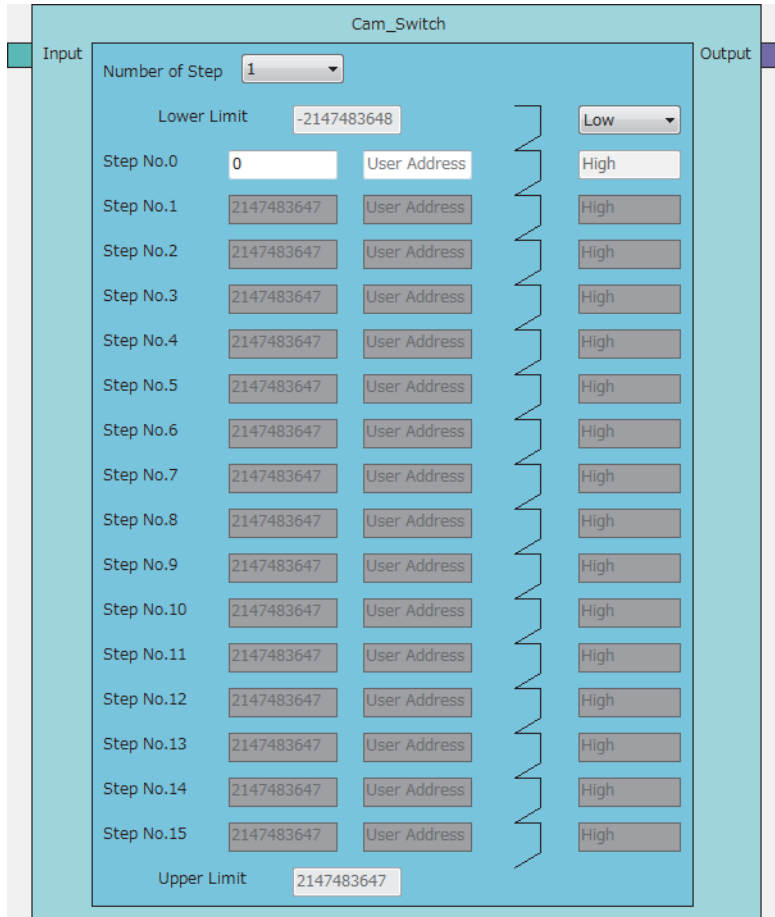 Cam_Switch
Input
Output
Number of Step 1
Lower Limit -2147483648 Low
Step No.0 0 User Address High
Step No.1 2147483647 User Address High
Step No.2 2147483647 User Address High
Step No.3 2147483647 User Address High
Step No.4 2147483647 User Address High
Step No.5 2147483647 User Address High
Step No.6 2147483647 User Address High
Step No.7 2147483647 User Address High
Step No.8 2147483647 User Address High
Step No.9 2147483647 User Address High
Step No.10 2147483647 User Address High
Step No.11 2147483647 User Address High
Step No.12 2147483647 User Address High
Step No.13 2147483647 User Address High
Step No.14 2147483647 User Address High
Step No.15 2147483647 User Address High
Upper Limit 2147483647